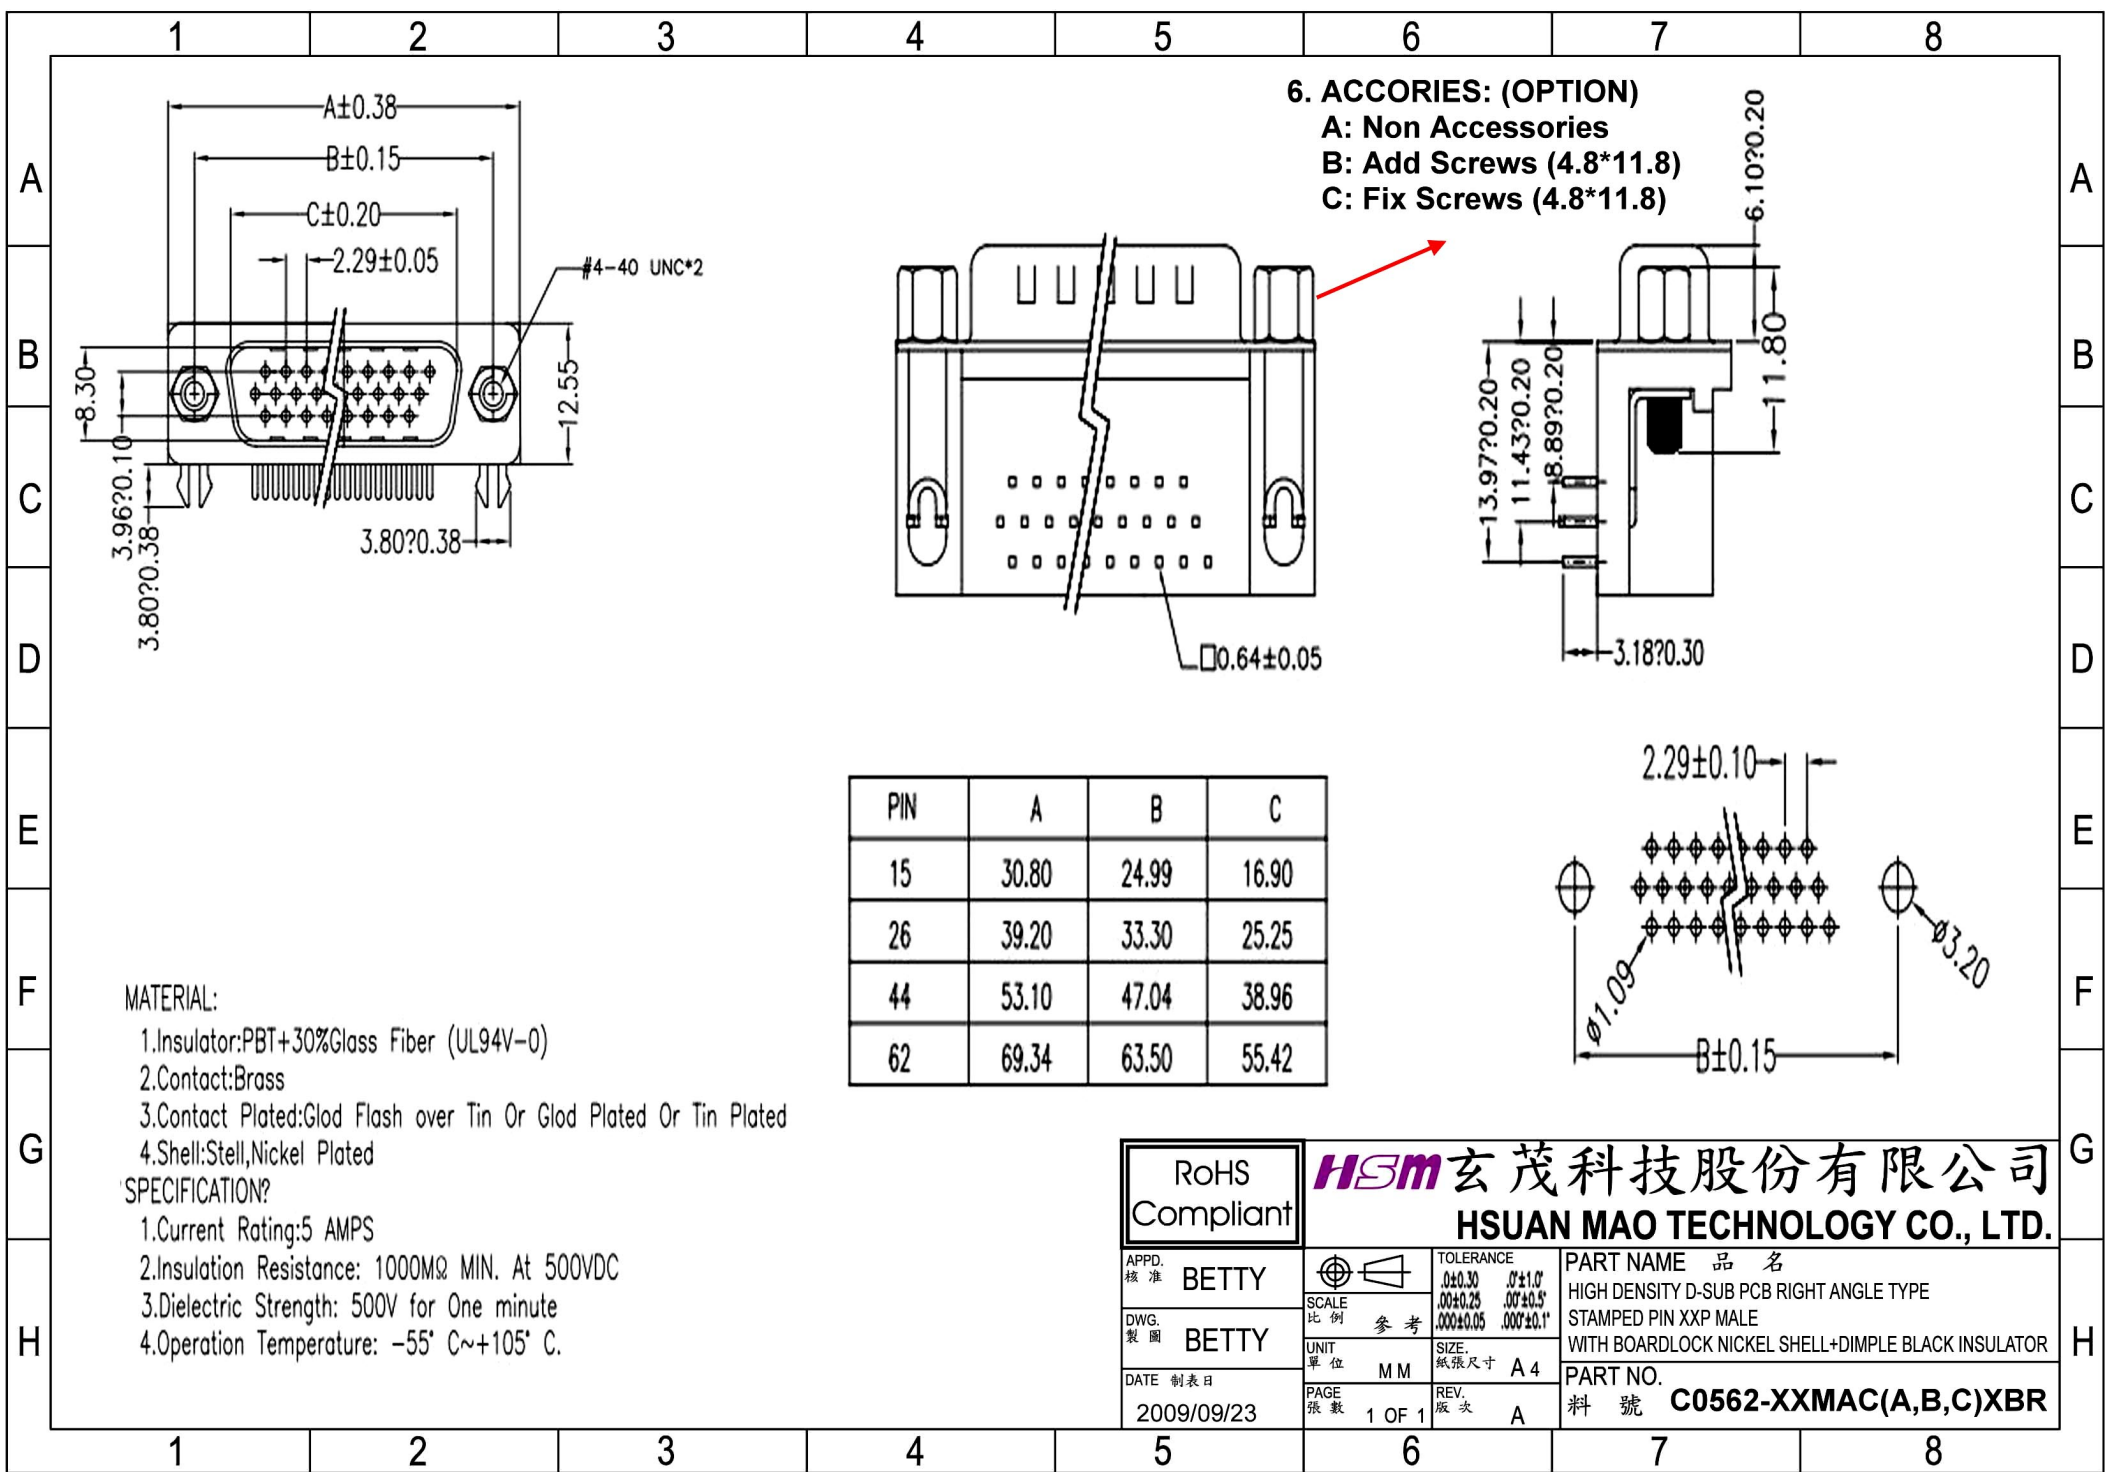 1 2 3 4 5 6 7 8
A
B
C
D
E
F
G
H
A
B
C
D
E
F
G
H
1 2 3 4 5 6 7 8
A±0.38
B±0.15
C±0.20
2.29±0.05
#4-40 UNC*2
8.30
12.55
3.96?0.10
3.80?0.38
3.80?0.38
6. ACCORIES: (OPTION)
A: Non Accessories
B: Add Screws (4.8*11.8)
C: Fix Screws (4.8*11.8)
□0.64±0.05
6.10?0.20
11.80
13.97?0.20
11.43?0.20
8.89?0.20
3.18?0.30
PIN A B C
15 30.80 24.99 16.90
26 39.20 33.30 25.25
44 53.10 47.04 38.96
62 69.34 63.50 55.42
2.29±0.10
ø1.09
ø3.20
B±0.15
MATERIAL:
1.Insulator:PBT+30%Glass Fiber (UL94V-0)
2.Contact:Brass
3.Contact Plated:Glod Flash over Tin Or Glod Plated Or Tin Plated
4.Shell:Stell,Nickel Plated
SPECIFICATION?
1.Current Rating:5 AMPS
2.Insulation Resistance: 1000MΩ MIN. At 500VDC
3.Dielectric Strength: 500V for One minute
4.Operation Temperature: -55° C~+105° C.
RoHS
Compliant
HSM 玄茂科技股份有限公司
HSUAN MAO TECHNOLOGY CO., LTD.
APPD.
核 准 BETTY
DWG.
製 圖 BETTY
DATE 制表日
2009/09/23
SCALE
比 例 參 考
UNIT
單 位 MM
PAGE
張 數 1 OF 1
TOLERANCE
.0±0.30 .0°±1.0°
.00±0.25 .00°±0.5°
.000±0.05 .000°±0.1°
SIZE.
紙張尺寸 A4
REV.
版 次 A
PART NAME 品 名
HIGH DENSITY D-SUB PCB RIGHT ANGLE TYPE
STAMPED PIN XXP MALE
WITH BOARDLOCK NICKEL SHELL+DIMPLE BLACK INSULATOR
PART NO.
料 號 C0562-XXMAC(A,B,C)XBR